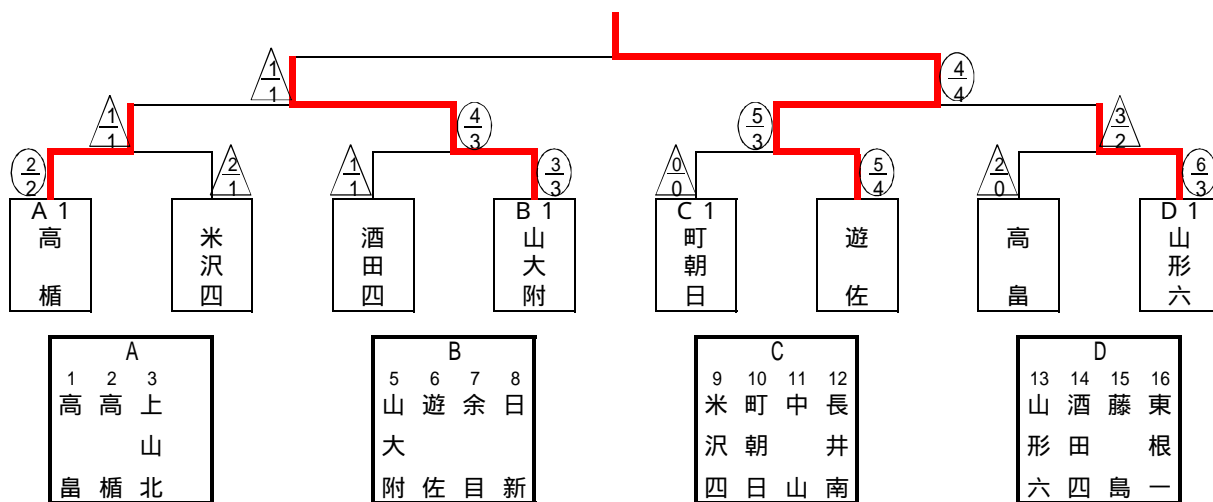 1/1
4/4
1/1
4/3
5/3
3/2
2/2
2/1
1/1
3/3
0/0
5/4
2/0
6/3
A1
高楯
米沢四
酒田四
B1
山大附
C1
町朝日
遊佐
高畠
D1
山形六
A
1 2 3
高畠
高楯
上山北
B
5 6 7 8
山大附
遊佐
余目
日新
C
9 10 11 12
米沢四
町朝日
中山
長井南
D
13 14 15 16
山形六
酒田四
藤島
東根一